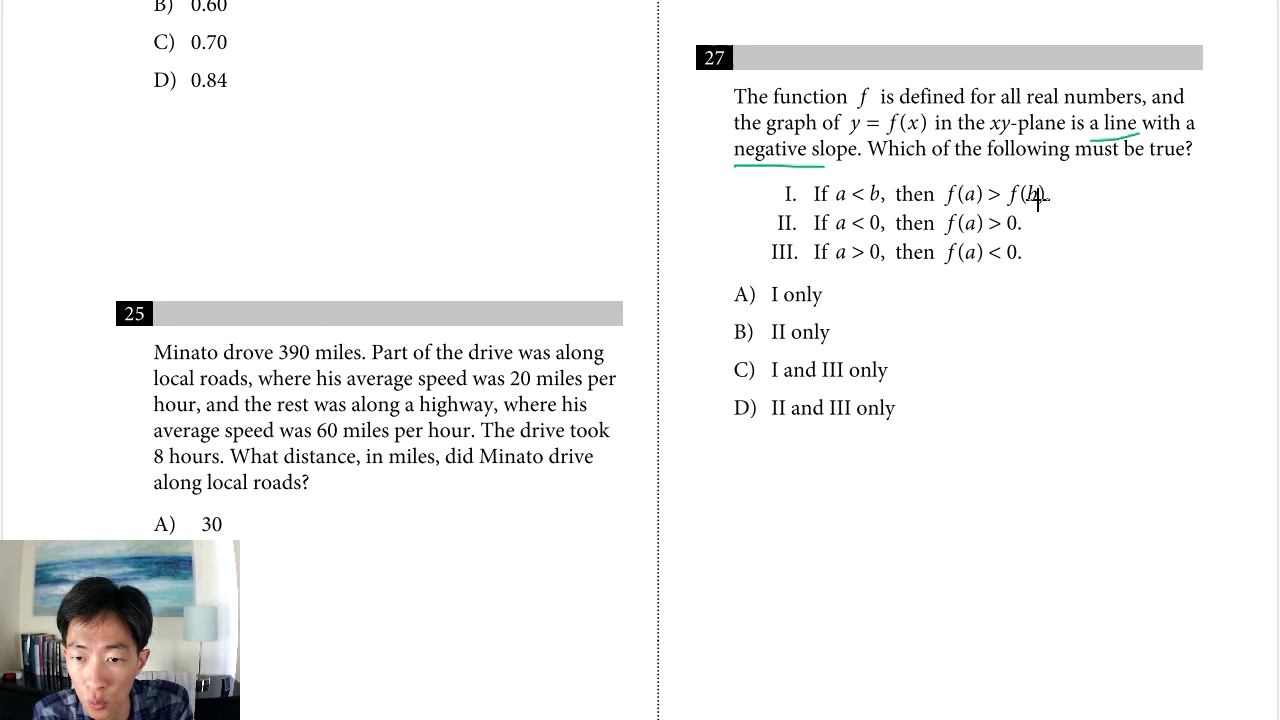 B) 0.60
C) 0.70
D) 0.84
25
Minato drove 390 miles. Part of the drive was along
local roads, where his average speed was 20 miles per
hour, and the rest was along a highway, where his
average speed was 60 miles per hour. The drive took
8 hours. What distance, in miles, did Minato drive
along local roads?
A) 30
27
The function f is defined for all real numbers, and
the graph of y = f(x) in the xy-plane is a line with a
negative slope. Which of the following must be true?
I. If a < b, then f(a) > f(b).
II. If a < 0, then f(a) > 0.
III. If a > 0, then f(a) < 0.
A) I only
B) II only
C) I and III only
D) II and III only